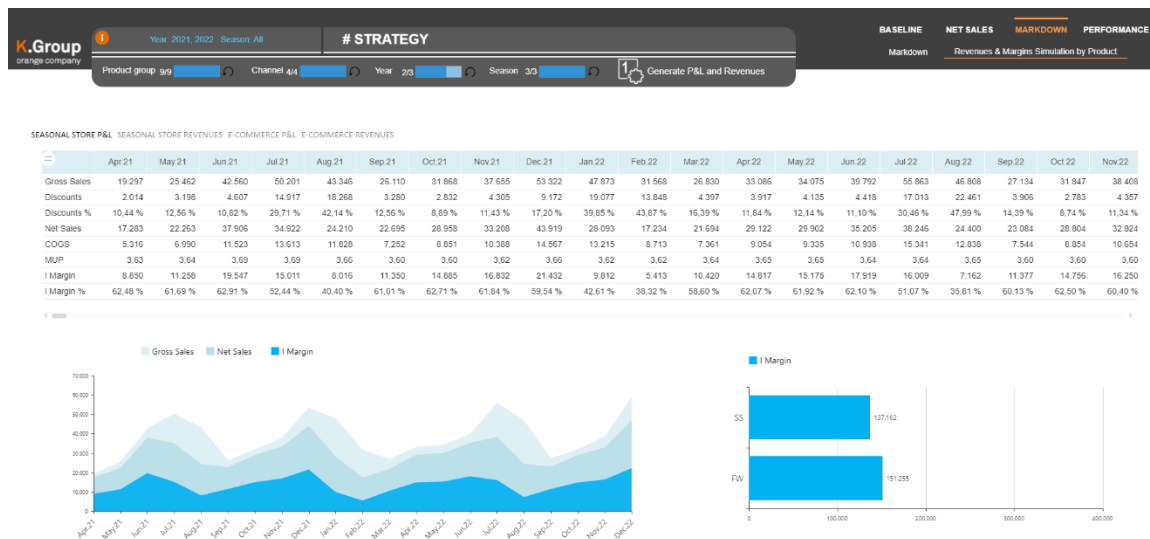 K.Group
orange company
i
Year: 2021, 2022 Season: All
# STRATEGY
BASELINE NET SALES MARKDOWN PERFORMANCE
Markdown Revenues & Margins Simulation by Product
Product group 9/9 Channel 4/4 Year 2/3 Season 3/3 1 Generate P&L and Revenues
SEASONAL STORE P&L SEASONAL STORE REVENUES E-COMMERCE P&L E-COMMERCE REVENUES
Apr.21 May.21 Jun.21 Jul.21 Aug.21 Sep.21 Oct.21 Nov.21 Dec.21 Jan.22 Feb.22 Mar.22 Apr.22 May.22 Jun.22 Jul.22 Aug.22 Sep.22 Oct.22 Nov.22
Gross Sales 19.297 25.462 42.560 50.201 43.346 26.110 31.868 37.655 53.322 47.873 31.568 26.830 33.086 34.075 39.792 55.863 46.808 27.134 31.847 38.408
Discounts 2.014 3.198 4.607 14.917 18.268 3.280 2.832 4.305 9.172 19.077 13.848 4.397 3.917 4.135 4.418 17.013 22.461 3.906 2.783 4.357
Discounts % 10,44 % 12,56 % 10,82 % 29,71 % 42,14 % 12,56 % 8,89 % 11,43 % 17,20 % 39,85 % 43,87 % 16,39 % 11,84 % 12,14 % 11,10 % 30,46 % 47,99 % 14,39 % 8,74 % 11,34 %
Net Sales 17.283 22.263 37.906 34.922 24.210 22.695 28.958 33.208 43.919 28.093 17.234 21.694 29.122 29.902 35.205 38.246 24.400 23.084 28.804 32.824
COGS 5.316 6.990 11.523 13.613 11.828 7.252 8.851 10.388 14.567 13.215 8.713 7.361 9.054 9.335 10.938 15.341 12.838 7.544 8.854 10.654
MUP 3,63 3,64 3,69 3,69 3,66 3,60 3,60 3,62 3,66 3,62 3,62 3,64 3,65 3,65 3,64 3,64 3,65 3,60 3,60 3,60
I Margin 8.850 11.258 19.547 15.011 8.016 11.350 14.885 16.832 21.432 9.812 5.413 10.420 14.817 15.175 17.919 16.009 7.162 11.377 14.756 16.250
I Margin % 62,48 % 61,69 % 62,91 % 52,44 % 40,40 % 61,01 % 62,71 % 61,84 % 59,54 % 42,61 % 38,32 % 58,60 % 62,07 % 61,92 % 62,10 % 51,07 % 35,81 % 60,13 % 62,50 % 60,40 %
Gross Sales Net Sales I Margin
70.000
60.000
50.000
40.000
30.000
20.000
10.000
0
Apr.21 May.21 Jun.21 Jul.21 Aug.21 Sep.21 Oct.21 Nov.21 Dec.21 Jan.22 Feb.22 Mar.22 Apr.22 May.22 Jun.22 Jul.22 Aug.22 Sep.22 Oct.22 Nov.22 Dec.22
I Margin
SS 137.162
FW 151.255
0 100.000 200.000 300.000 400.000